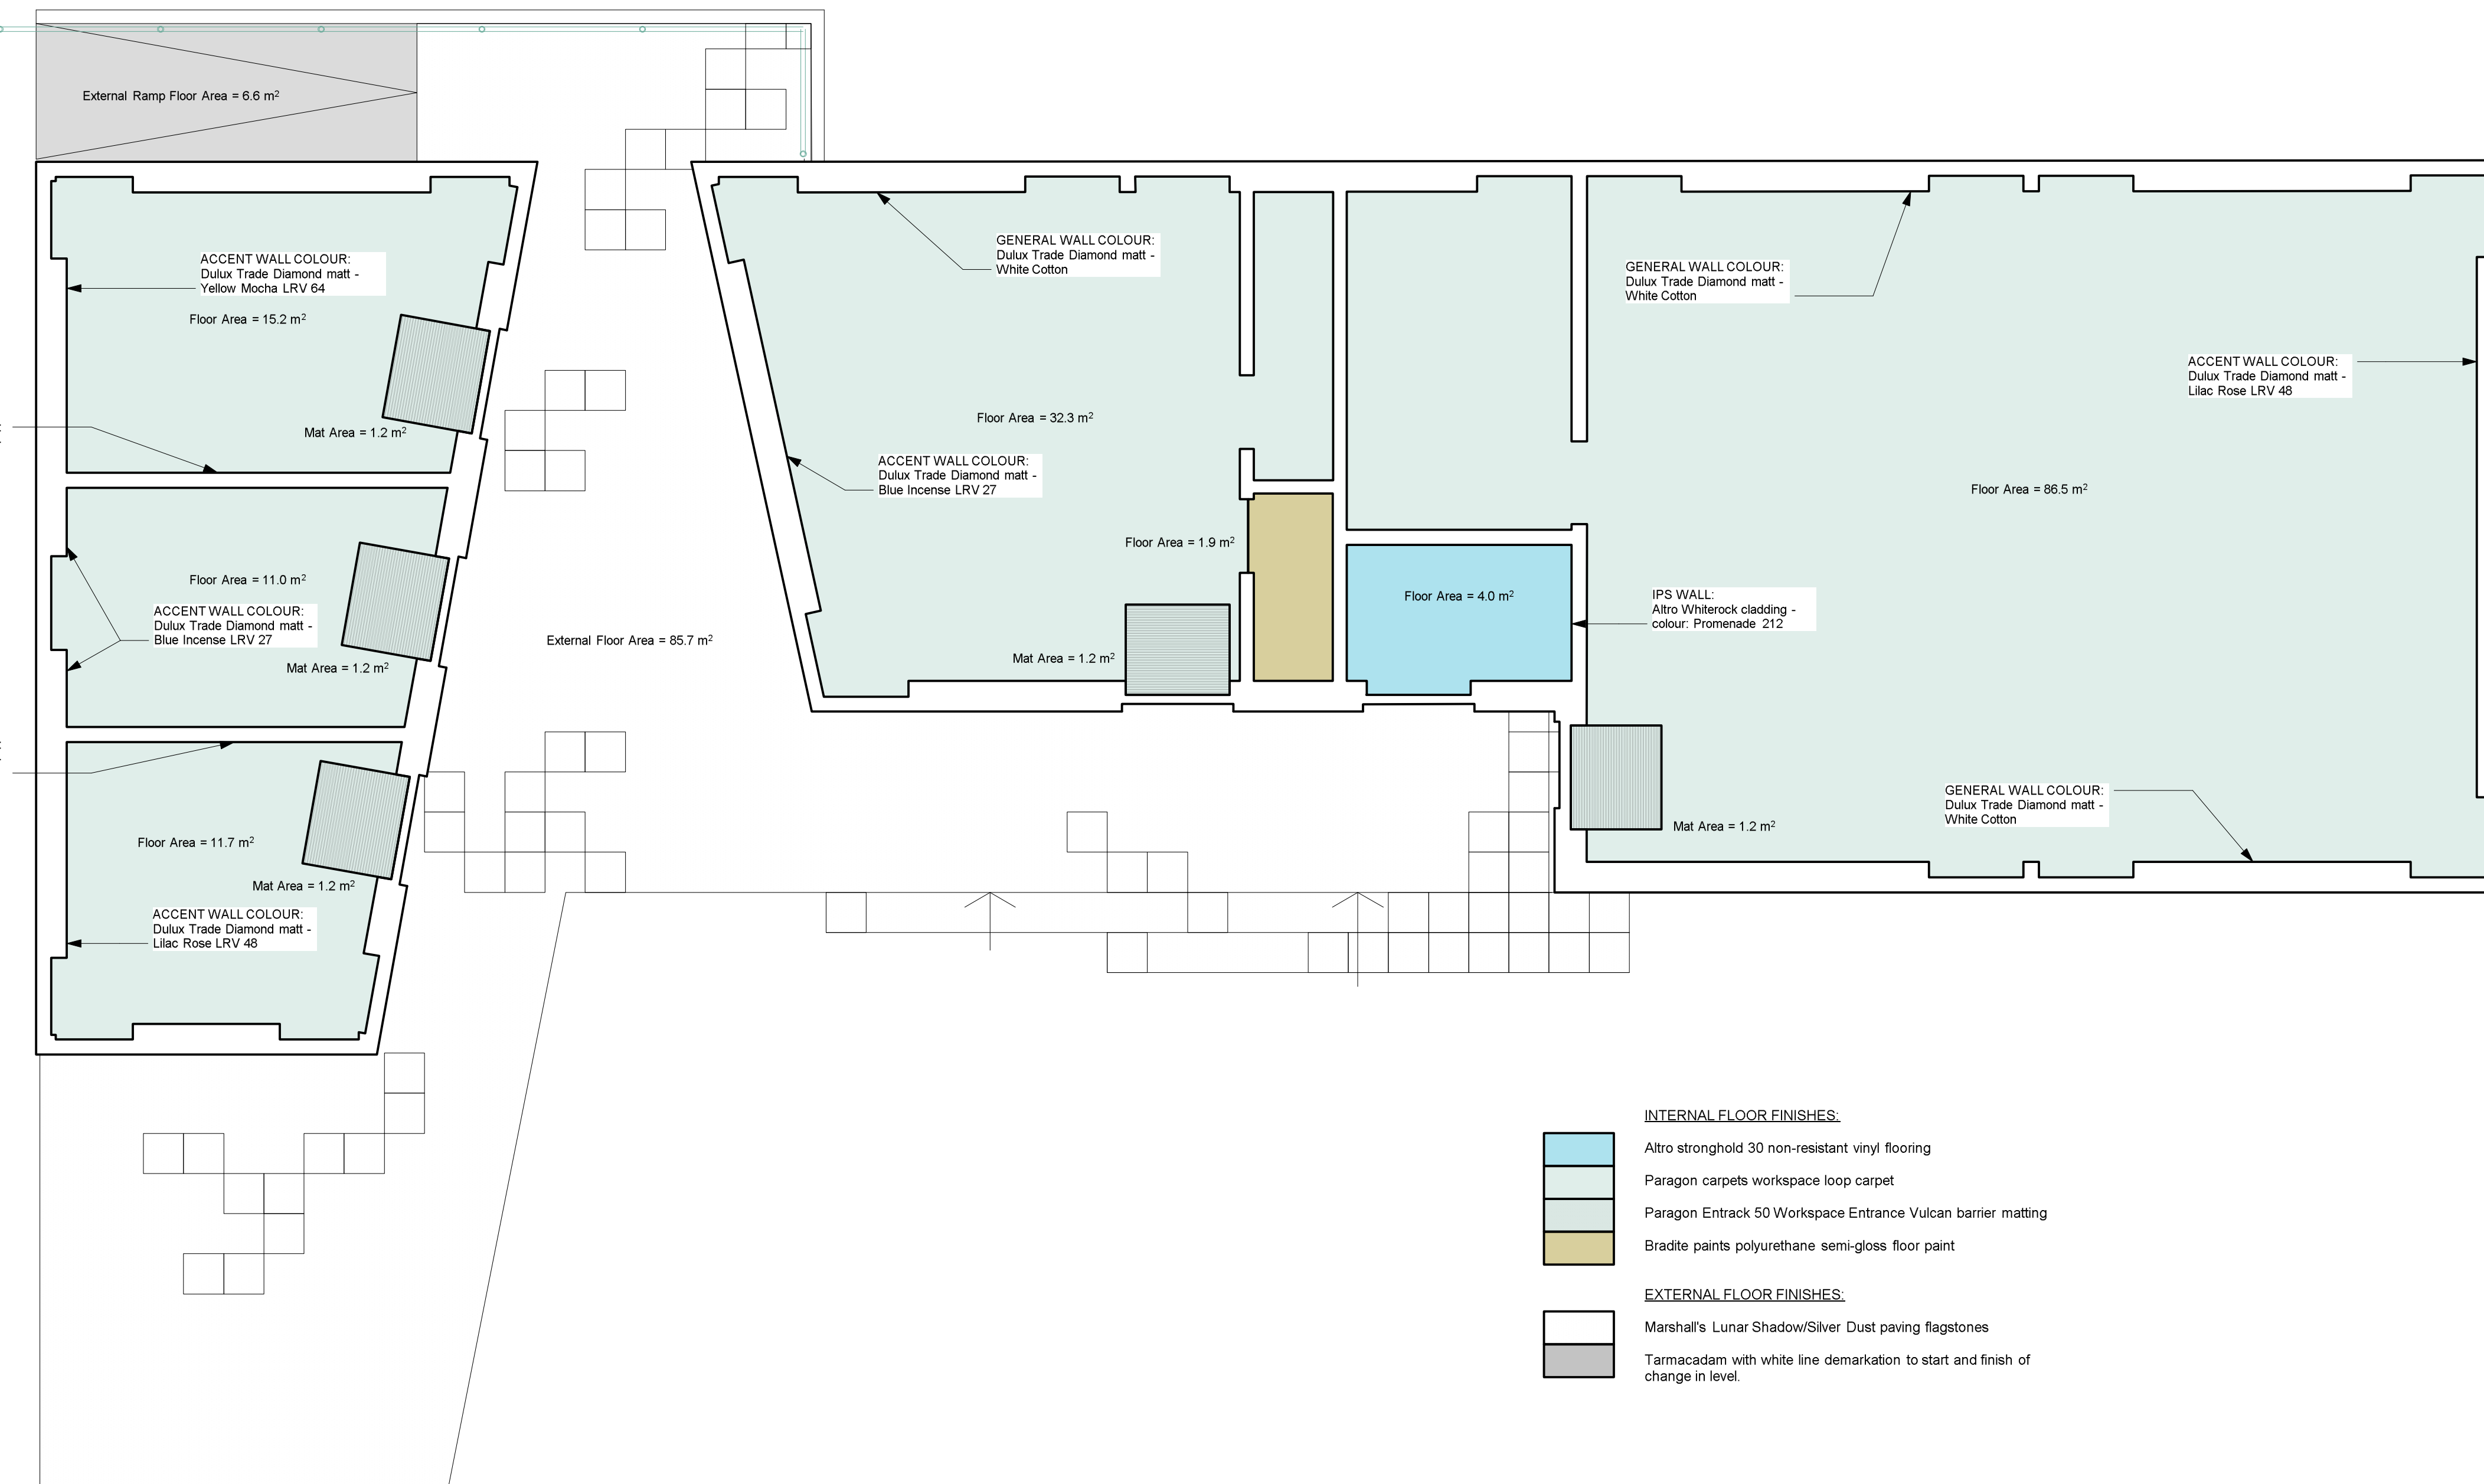 External Ramp Floor Area = 6.6 m²
ACCENT WALL COLOUR:
Dulux Trade Diamond matt -
Yellow Mocha LRV 64
Floor Area = 15.2 m²
Mat Area = 1.2 m²
Floor Area = 11.0 m²
ACCENT WALL COLOUR:
Dulux Trade Diamond matt -
Blue Incense LRV 27
Mat Area = 1.2 m²
Floor Area = 11.7 m²
Mat Area = 1.2 m²
ACCENT WALL COLOUR:
Dulux Trade Diamond matt -
Lilac Rose LRV 48
External Floor Area = 85.7 m²
GENERAL WALL COLOUR:
Dulux Trade Diamond matt -
White Cotton
Floor Area = 32.3 m²
ACCENT WALL COLOUR:
Dulux Trade Diamond matt -
Blue Incense LRV 27
Floor Area = 1.9 m²
Mat Area = 1.2 m²
Floor Area = 4.0 m²
GENERAL WALL COLOUR:
Dulux Trade Diamond matt -
White Cotton
ACCENT WALL COLOUR:
Dulux Trade Diamond matt -
Lilac Rose LRV 48
Floor Area = 86.5 m²
IPS WALL:
Altro Whiterock cladding -
colour: Promenade 212
Mat Area = 1.2 m²
GENERAL WALL COLOUR:
Dulux Trade Diamond matt -
White Cotton
INTERNAL FLOOR FINISHES:
Altro stronghold 30 non-resistant vinyl flooring
Paragon carpets workspace loop carpet
Paragon Entrack 50 Workspace Entrance Vulcan barrier matting
Bradite paints polyurethane semi-gloss floor paint
EXTERNAL FLOOR FINISHES:
Marshall's Lunar Shadow/Silver Dust paving flagstones
Tarmacadam with white line demarkation to start and finish of
change in level.